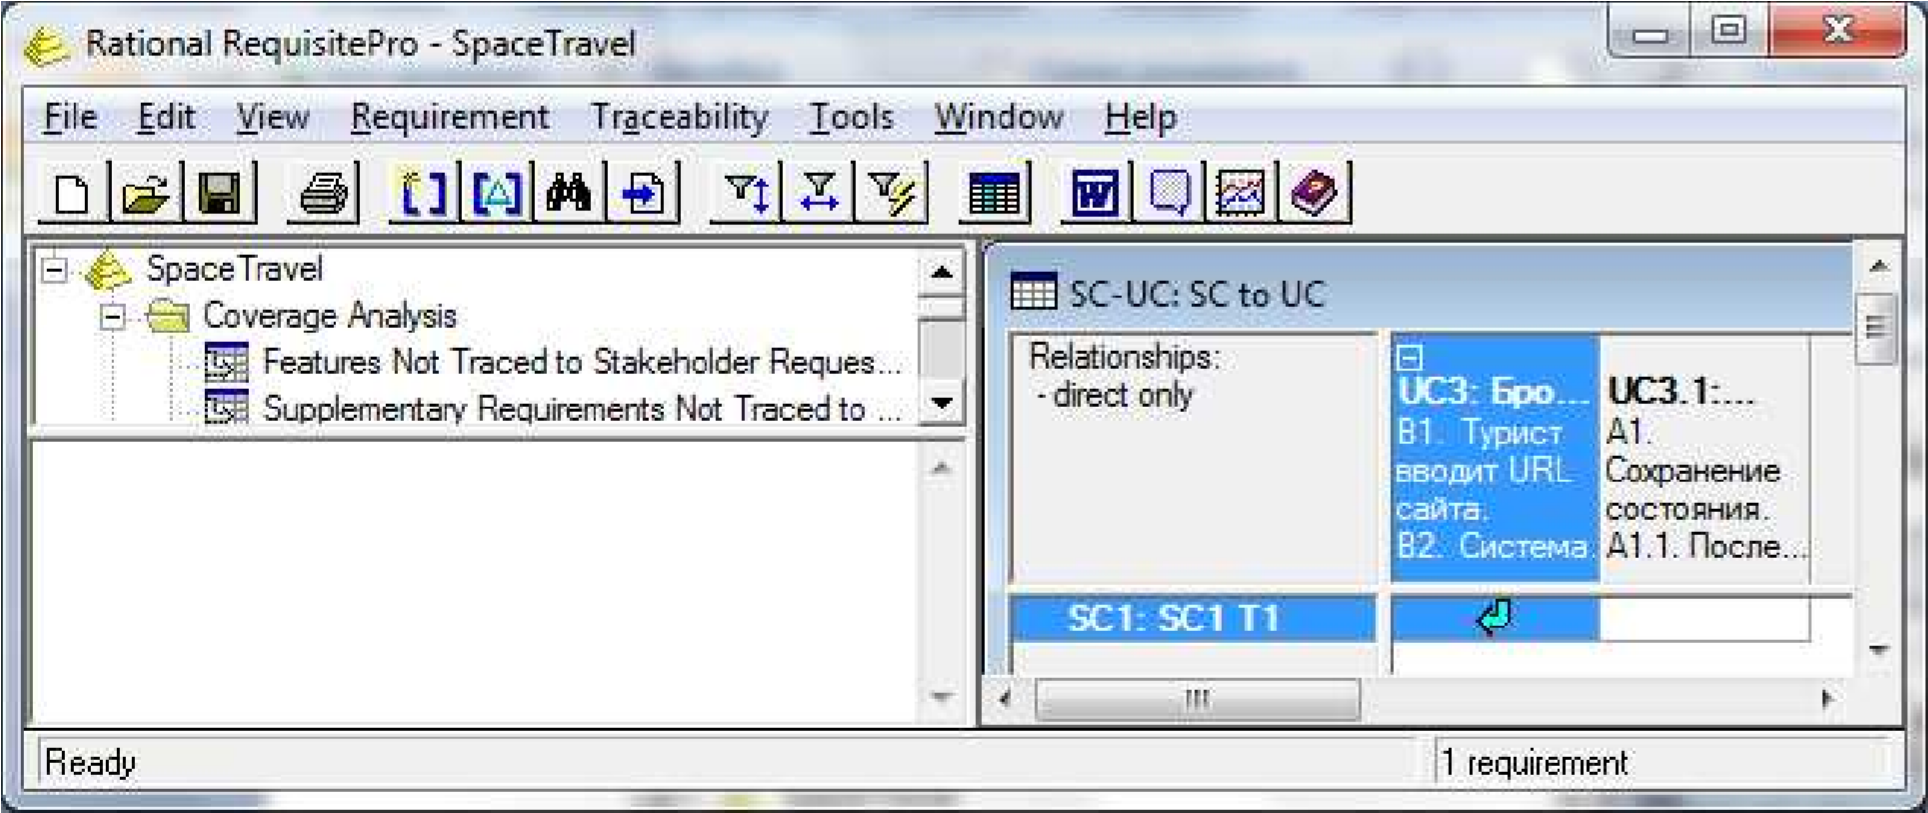 Rational RequisitePro - SpaceTravel
File Edit View Requirement Traceability Tools Window Help
SpaceTravel
Coverage Analysis
Features Not Traced to Stakeholder Reques...
Supplementary Requirements Not Traced to ...
SC-UC: SC to UC
Relationships:
- direct only
UC3: Бро...
B1. Турист
вводит URL
сайта.
B2. Система
UC3.1:...
A1.
Сохранение
состояния.
A1.1. После...
SC1: SC1 T1
Ready
1 requirement